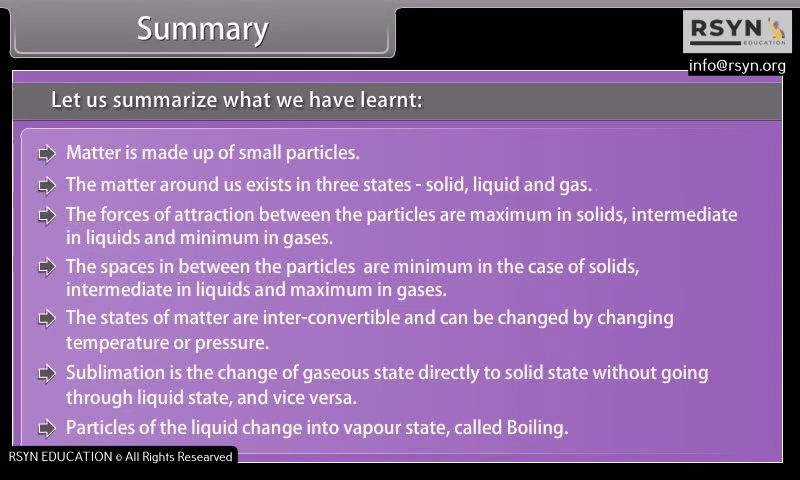 Summary
RSYN
EDUCATION
info@rsyn.org
Let us summarize what we have learnt:
Matter is made up of small particles.
The matter around us exists in three states - solid, liquid and gas.
The forces of attraction between the particles are maximum in solids, intermediate
in liquids and minimum in gases.
The spaces in between the particles are minimum in the case of solids,
intermediate in liquids and maximum in gases.
The states of matter are inter-convertible and can be changed by changing
temperature or pressure.
Sublimation is the change of gaseous state directly to solid state without going
through liquid state, and vice versa.
Particles of the liquid change into vapour state, called Boiling.
RSYN EDUCATION © All Rights Researved